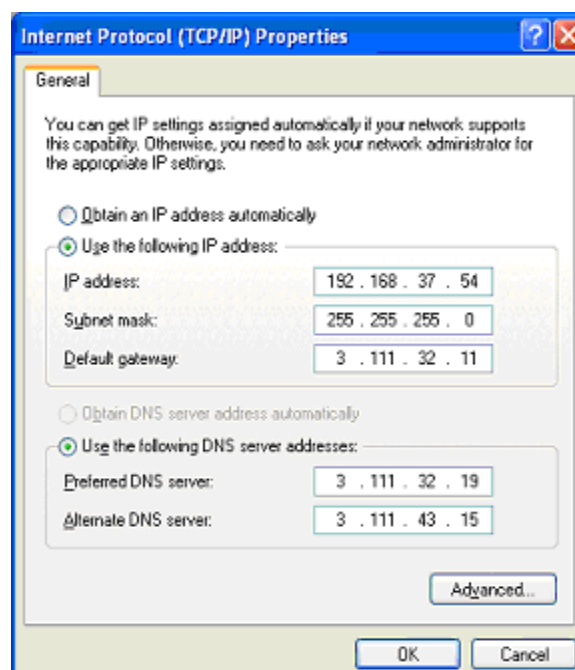 Internet Protocol (TCP/IP) Properties
General
You can get IP settings assigned automatically if your network supports
this capability. Otherwise, you need to ask your network administrator for
the appropriate IP settings.
Obtain an IP address automatically
Use the following IP address:
IP address: 192 . 168 . 37 . 54
Subnet mask: 255 . 255 . 255 . 0
Default gateway: 3 . 111 . 32 . 11
Obtain DNS server address automatically
Use the following DNS server addresses:
Preferred DNS server: 3 . 111 . 32 . 19
Alternate DNS server: 3 . 111 . 43 . 15
Advanced...
OK Cancel